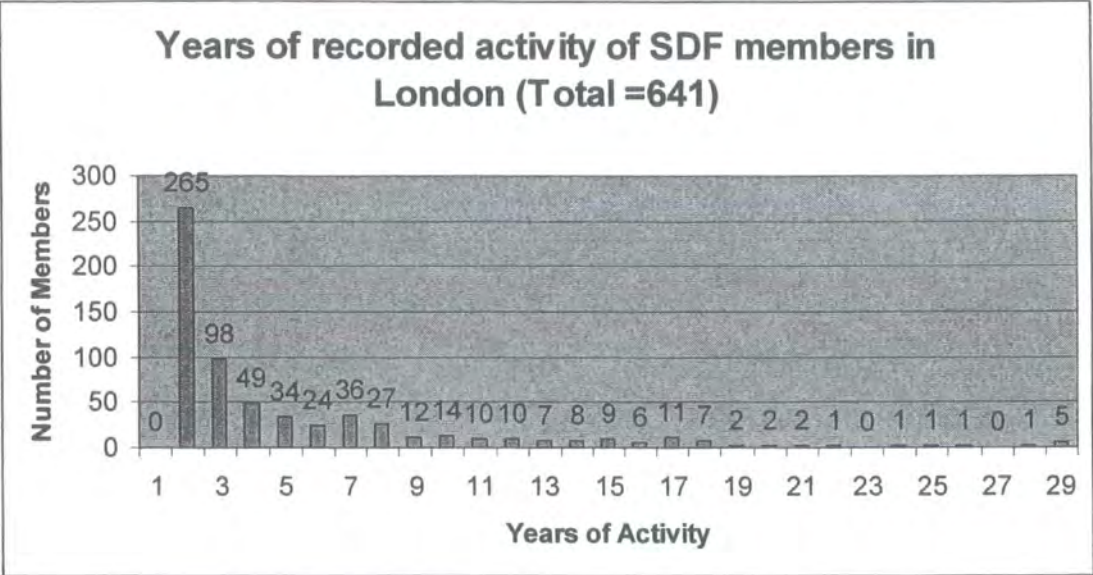 Years of recorded activity of SDF members in
London (Total =641)
Number of Members
300
250
200
150
100
50
0
0 265 98 49 34 24 36 27 12 14 10 10 7 8 9 6 11 7 2 2 2 1 0 1 1 1 0 1 5
1 3 5 7 9 11 13 15 17 19 21 23 25 27 29
Years of Activity